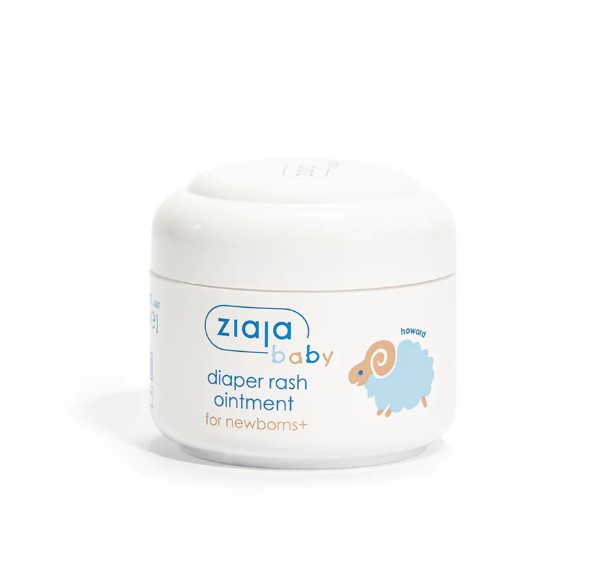 ziaja
baby
diaper rash
ointment
for newborns+
howard